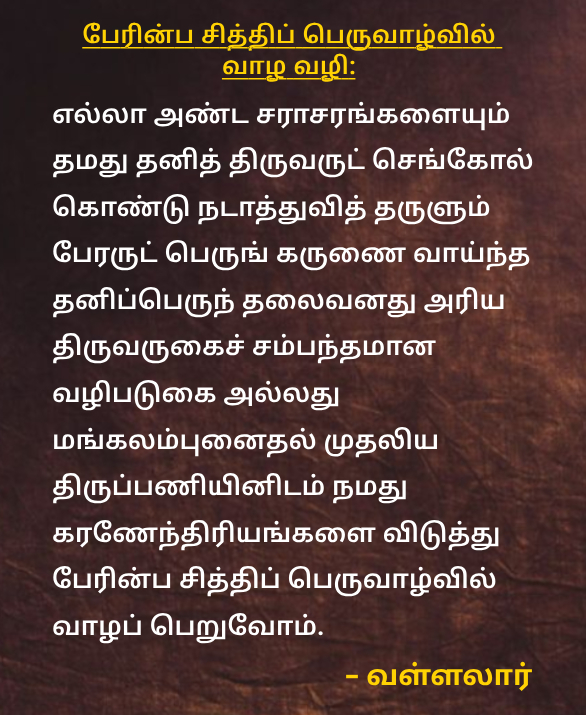 பேரின்ப சித்திப் பெருவாழ்வில்
வாழ வழி:
எல்லா அண்ட சராசரங்களையும்
தமது தனித் திருவருட் செங்கோல்
கொண்டு நடாத்துவித் தருளும்
பேரருட் பெருங் கருணை வாய்ந்த
தனிப்பெருந் தலைவனது அரிய
திருவருகைச் சம்பந்தமான
வழிபடுகை அல்லது
மங்கலம்புனைதல் முதலிய
திருப்பணியினிடம் நமது
கரணேந்திரியங்களை விடுத்து
பேரின்ப சித்திப் பெருவாழ்வில்
வாழப் பெறுவோம்.
– வள்ளலார்